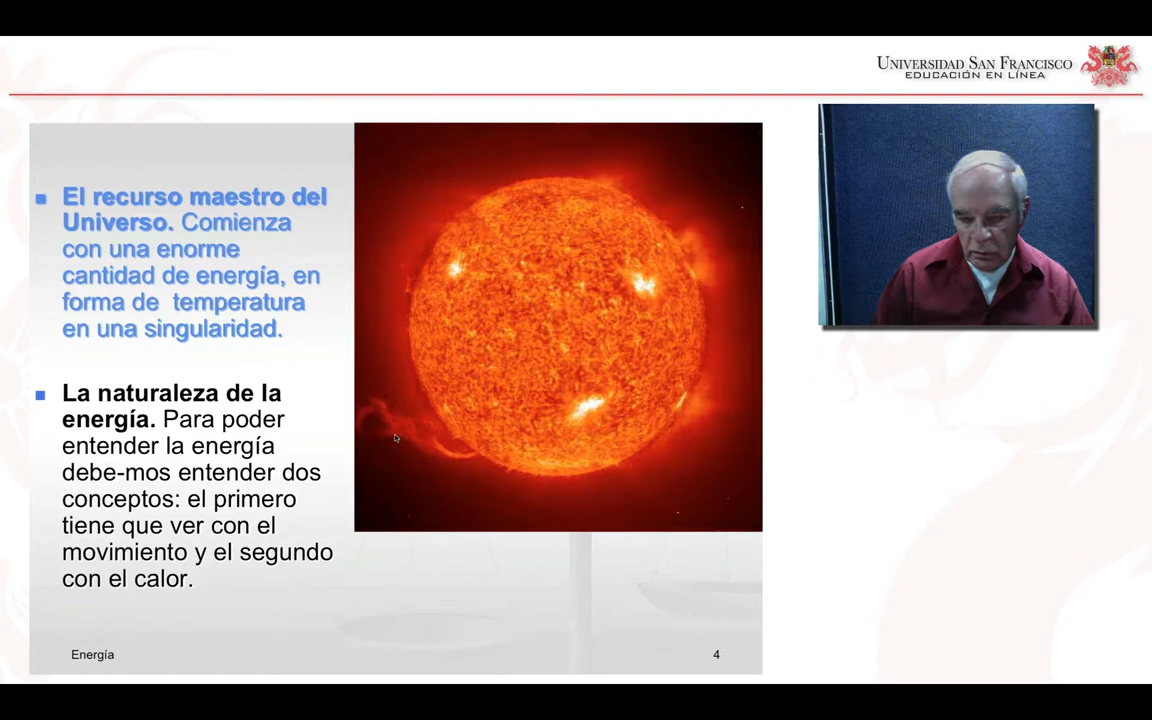 UNIVERSIDAD SAN FRANCISCO
EDUCACIÓN EN LÍNEA
El recurso maestro del
Universo. Comienza
con una enorme
cantidad de energía, en
forma de temperatura
en una singularidad.
La naturaleza de la
energía. Para poder
entender la energía
debe-mos entender dos
conceptos: el primero
tiene que ver con el
movimiento y el segundo
con el calor.
Energía
4